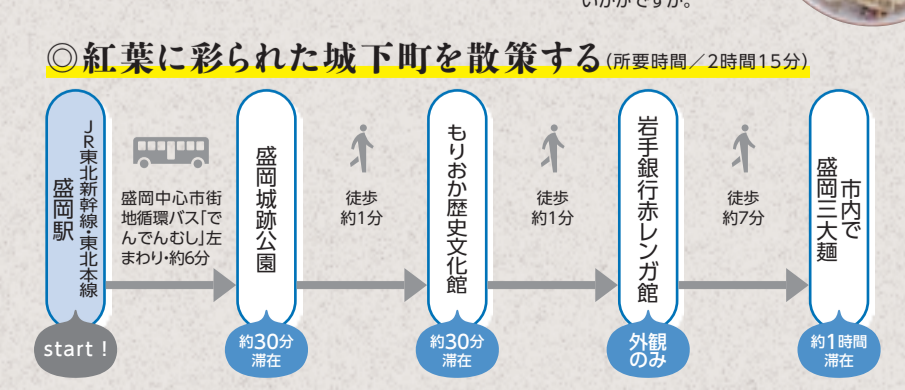 いかがですか。
◎紅葉に彩られた城下町を散策する(所要時間／2時間15分)
JR東北新幹線・東北本線
盛岡駅
start！
盛岡中心市街
地循環バス「で
んでんむし」左
まわり・約6分
盛岡城跡公園
約30分
滞在
徒歩
約1分
もりおか歴史文化館
約30分
滞在
徒歩
約1分
岩手銀行赤レンガ館
外観
のみ
徒歩
約7分
市内で
盛岡三大麺
約1時間
滞在